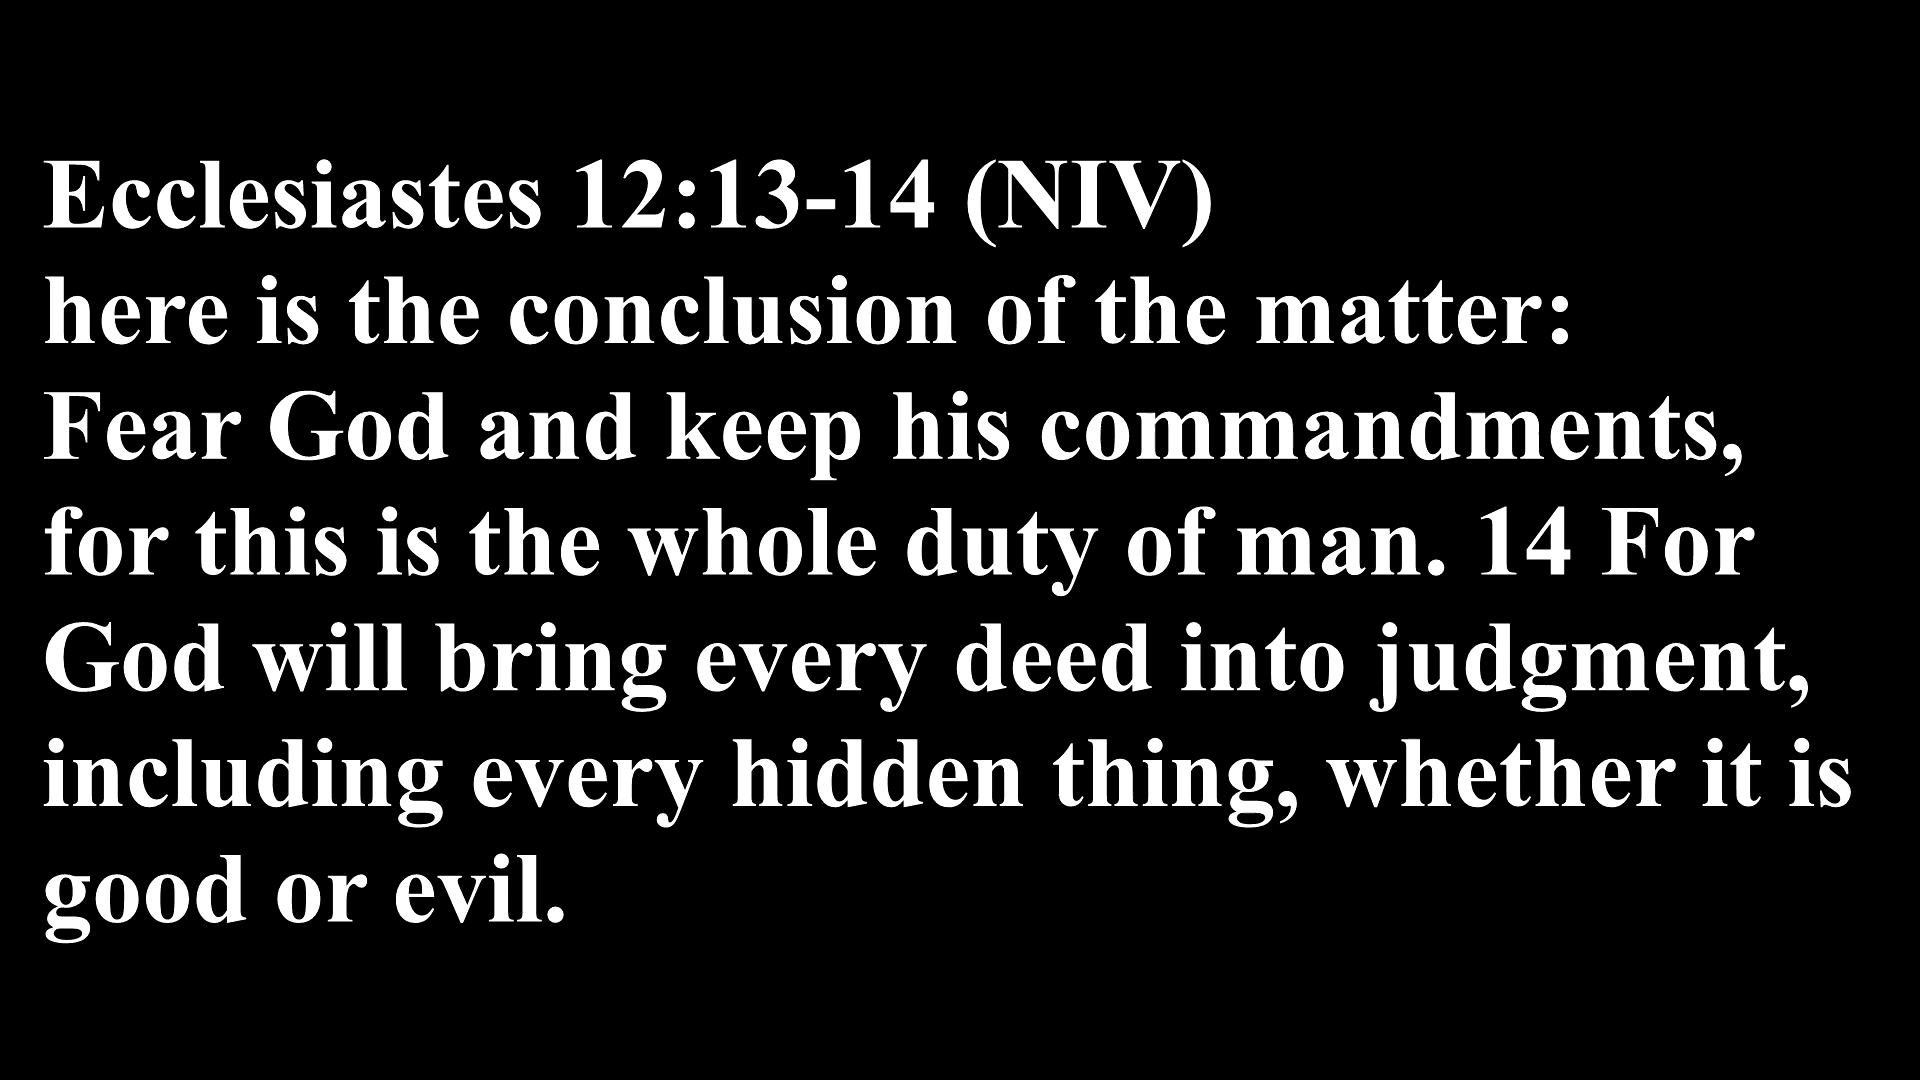 Ecclesiastes 12:13-14 (NIV)
here is the conclusion of the matter:
Fear God and keep his commandments,
for this is the whole duty of man. 14 For
God will bring every deed into judgment,
including every hidden thing, whether it is
good or evil.